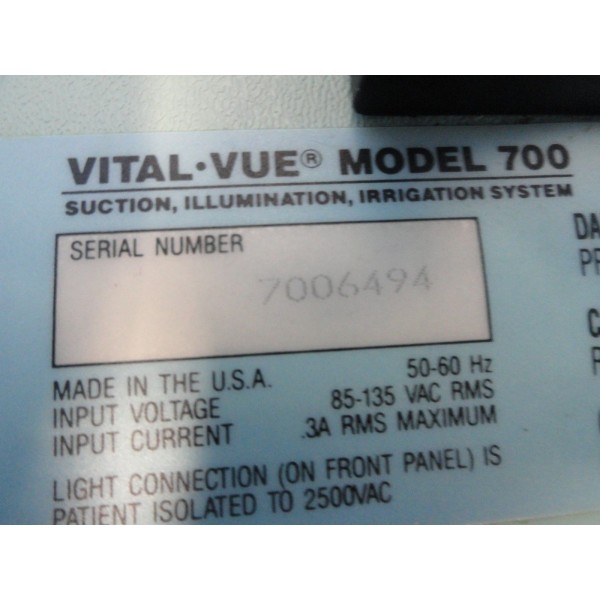 VITAL·VUE® MODEL 700
SUCTION, ILLUMINATION, IRRIGATION SYSTEM
SERIAL NUMBER
7006494
MADE IN THE U.S.A. 50-60 Hz
INPUT VOLTAGE 85-135 VAC RMS
INPUT CURRENT .3A RMS MAXIMUM
LIGHT CONNECTION (ON FRONT PANEL) IS
PATIENT ISOLATED TO 2500VAC